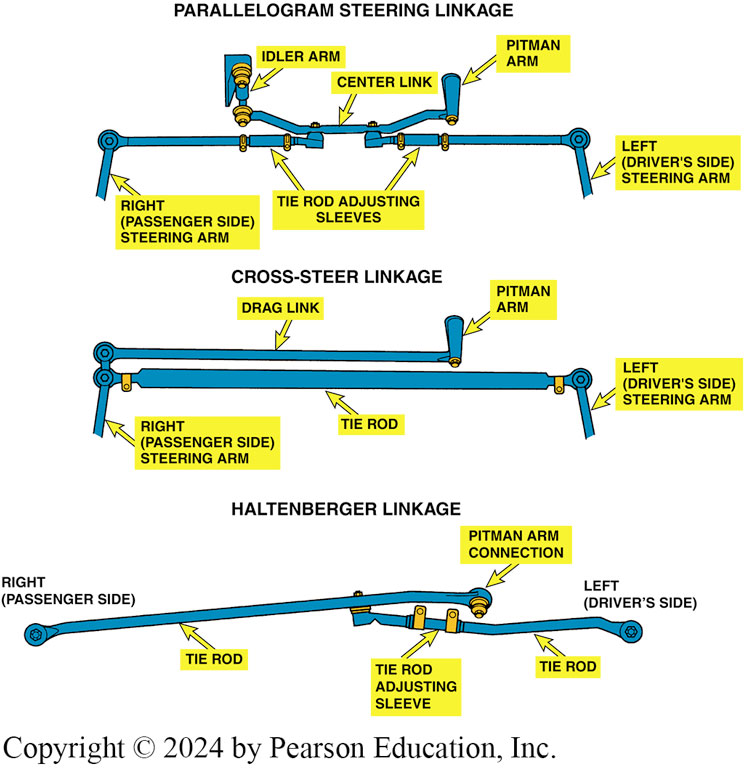 PARALLELOGRAM STEERING LINKAGE
IDLER ARM
PITMAN
ARM
CENTER LINK
LEFT
(DRIVER'S SIDE)
STEERING ARM
RIGHT
(PASSENGER SIDE)
STEERING ARM
TIE ROD ADJUSTING
SLEEVES
CROSS-STEER LINKAGE
DRAG LINK
PITMAN
ARM
LEFT
(DRIVER'S SIDE)
STEERING ARM
RIGHT
(PASSENGER SIDE)
STEERING ARM
TIE ROD
HALTENBERGER LINKAGE
PITMAN ARM
CONNECTION
RIGHT
(PASSENGER SIDE)
LEFT
(DRIVER’S SIDE)
TIE ROD
TIE ROD
ADJUSTING
SLEEVE
TIE ROD
Copyright © 2024 by Pearson Education, Inc.